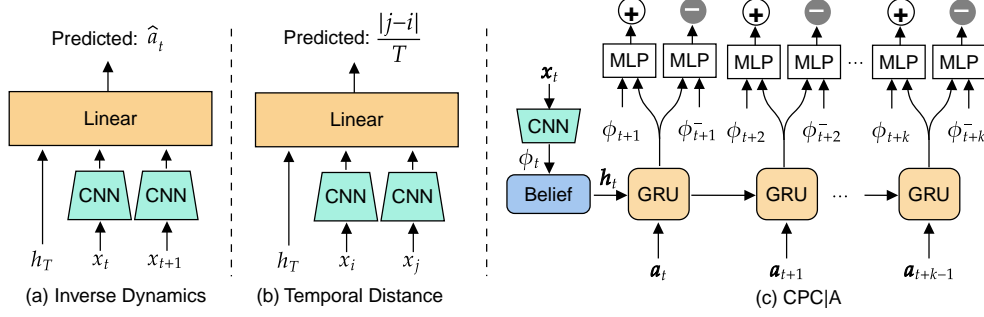 Predicted: â_t
Linear
CNN CNN
h_T x_t x_{t+1}
(a) Inverse Dynamics
Predicted: |j−i|/T
Linear
CNN CNN
h_T x_i x_j
(b) Temporal Distance
+ − + − + −
MLP MLP MLP MLP ... MLP MLP
x_t
CNN
ϕ_{t+1} ϕ⁻_{t+1} ϕ_{t+2} ϕ⁻_{t+2} ϕ_{t+k} ϕ⁻_{t+k}
ϕ_t
Belief h_t GRU GRU ... GRU
a_t a_{t+1} a_{t+k-1}
(c) CPC|A